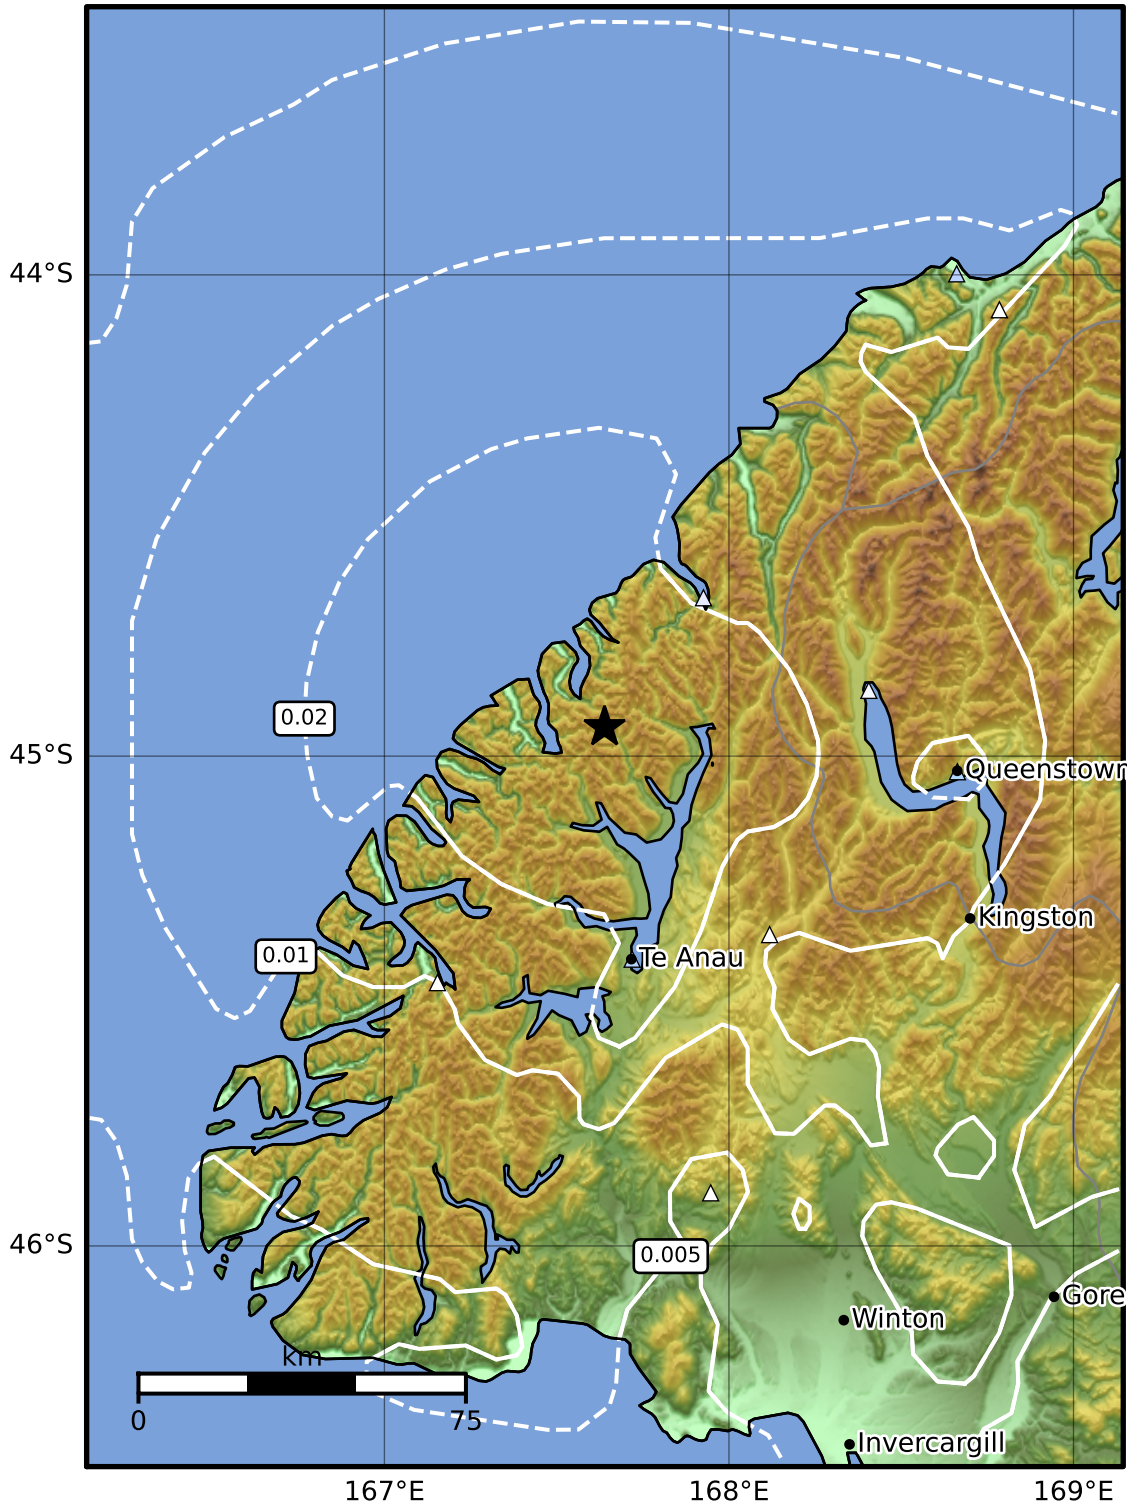 44°S
0.02
45°S
Queenstown
Kingston
0.01
Te Anau
46°S
0.005
Gore
Winton
km
0
75
Invercargill
167°E
168°E
169°E